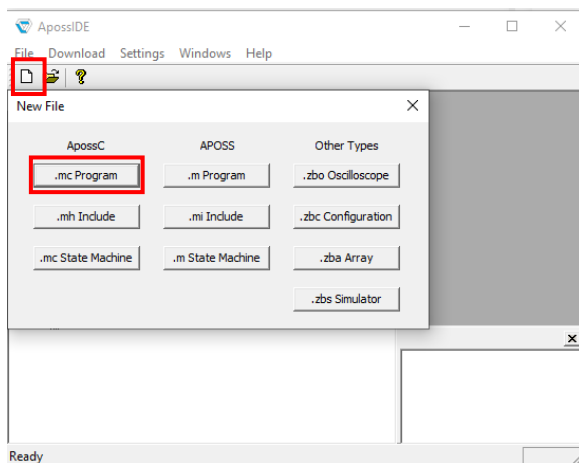 ApossIDE
File Download Settings Windows Help
New File
ApossC APOSS Other Types
.mc Program .m Program .zbo Oscilloscope
.mh Include .mi Include .zbc Configuration
.mc State Machine .m State Machine .zba Array
.zbs Simulator
Ready